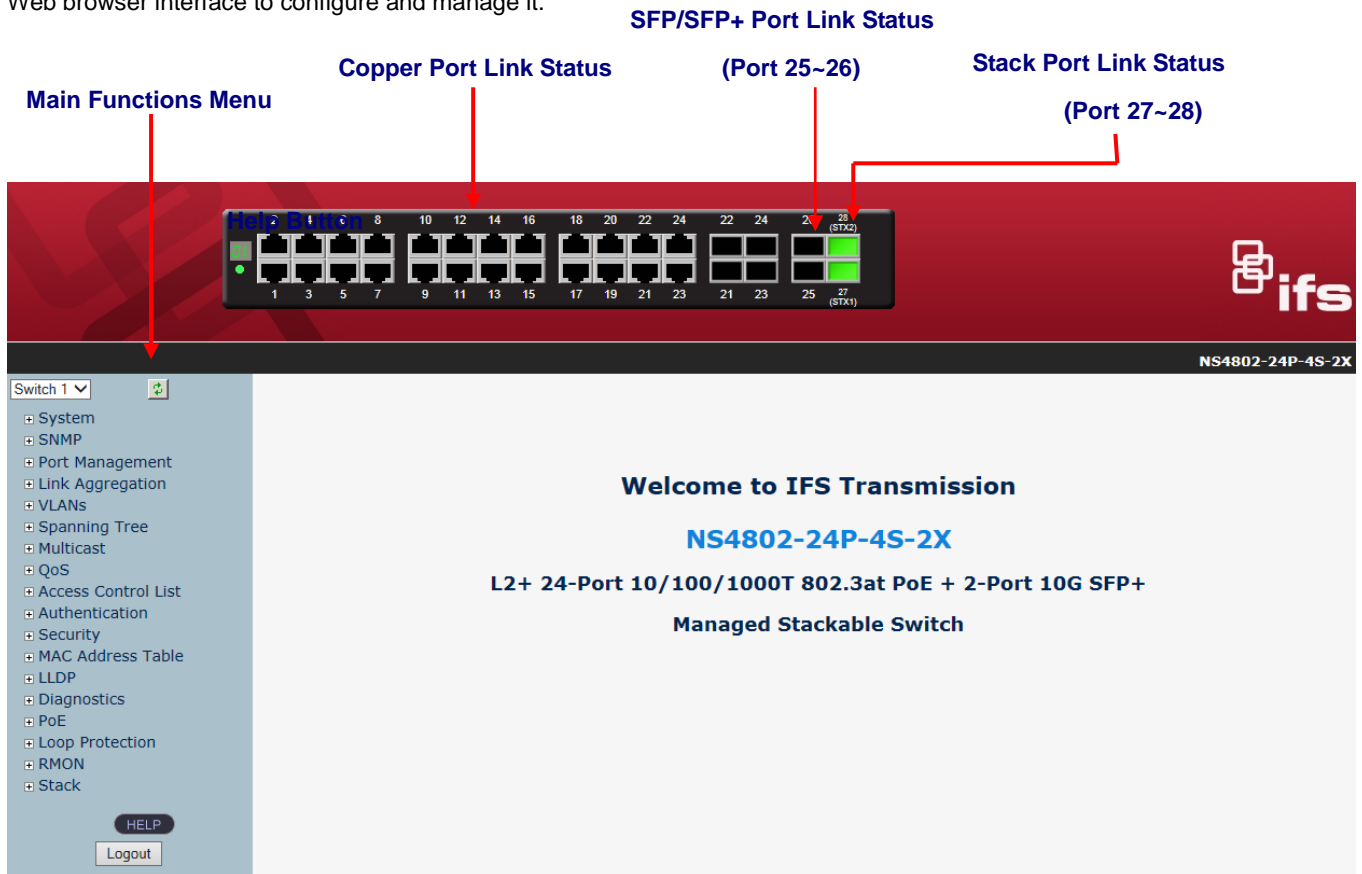 Web browser interface to configure and manage it.
SFP/SFP+ Port Link Status
(Port 25~26)
Copper Port Link Status
Stack Port Link Status
(Port 27~28)
Main Functions Menu
Help Button
2 4 6 8 10 12 14 16 18 20 22 24 22 24 26 28
(STX2)
1 3 5 7 9 11 13 15 17 19 21 23 21 23 25 27
(STX1)
ifs
NS4802-24P-4S-2X
Switch 1
System
SNMP
Port Management
Link Aggregation
VLANs
Spanning Tree
Multicast
QoS
Access Control List
Authentication
Security
MAC Address Table
LLDP
Diagnostics
PoE
Loop Protection
RMON
Stack
HELP
Logout
Welcome to IFS Transmission
NS4802-24P-4S-2X
L2+ 24-Port 10/100/1000T 802.3at PoE + 2-Port 10G SFP+
Managed Stackable Switch